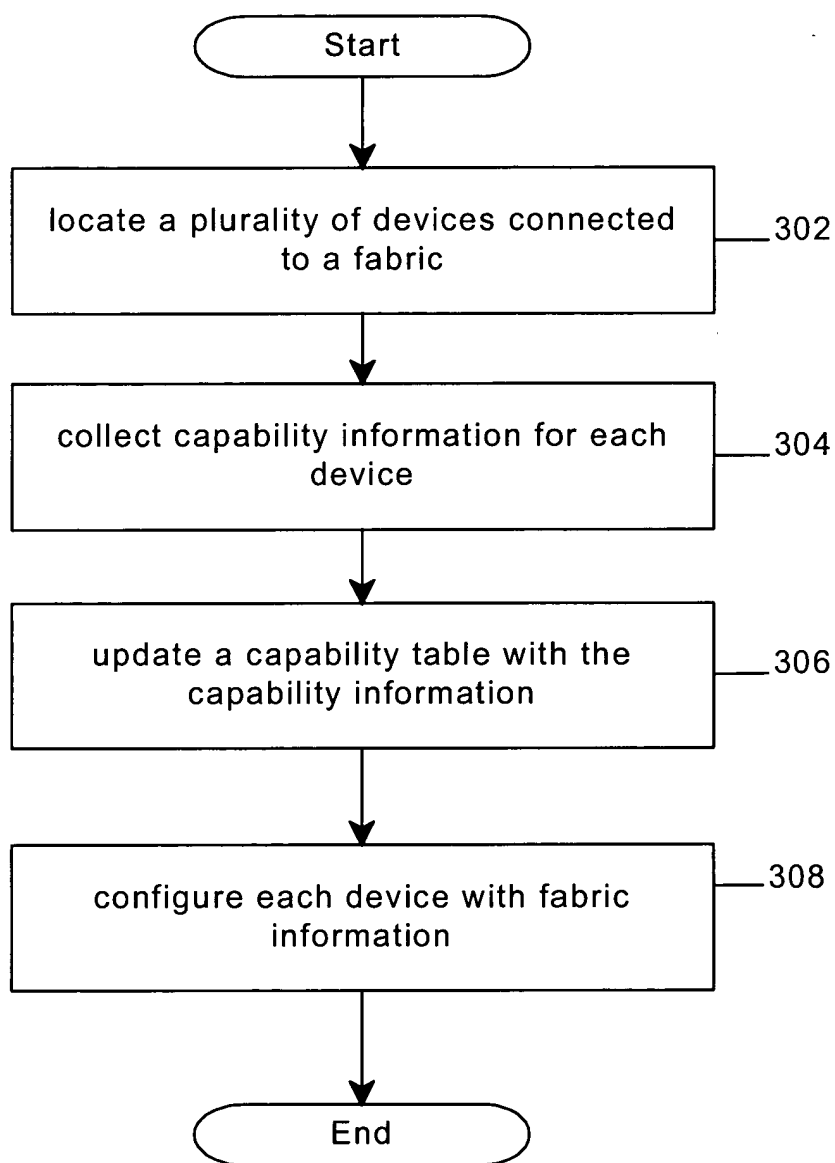 Start
locate a plurality of devices connected
to a fabric
302
collect capability information for each
device
304
update a capability table with the
capability information
306
configure each device with fabric
information
308
End